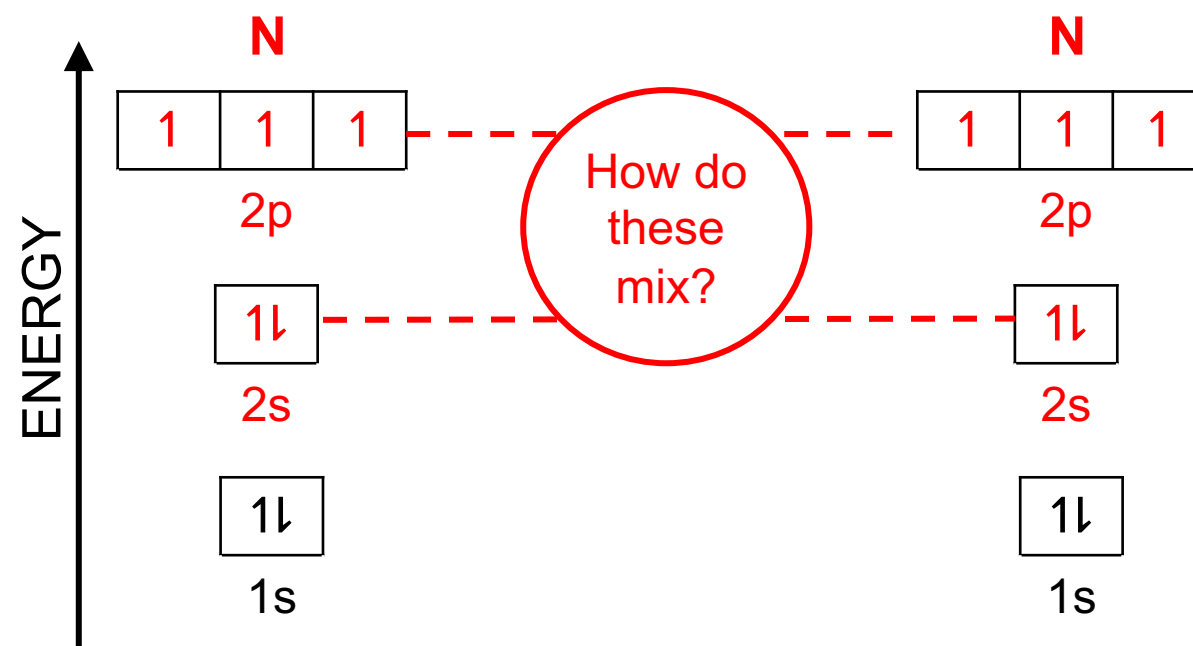 N N
1 1 1 1 1 1
How do
these
mix?
2p 2p
ENERGY
1⇂ 1⇂
2s 2s
1⇂ 1⇂
1s 1s